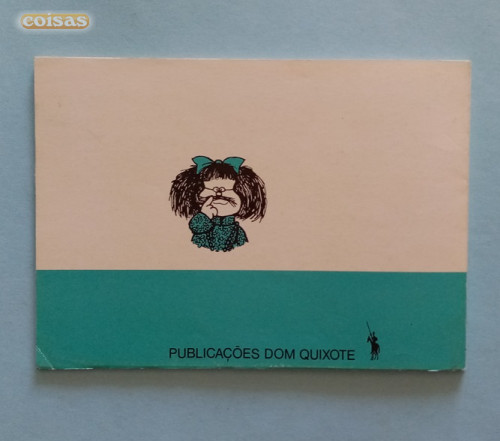 coisas
PUBLICAÇÕES DOM QUIXOTE